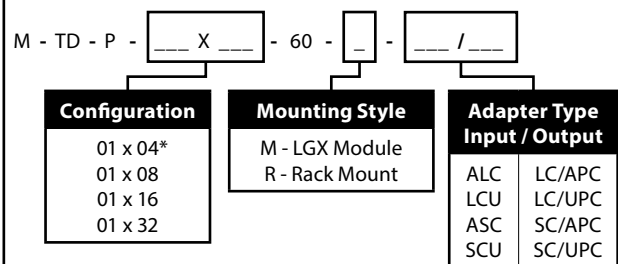 M - TD - P - ___ X ___ - 60 - _ - ___ / ___
Configuration
01 x 04*
01 x 08
01 x 16
01 x 32
Mounting Style
M - LGX Module
R - Rack Mount
Adapter Type
Input / Output
ALC LC/APC
LCU LC/UPC
ASC SC/APC
SCU SC/UPC